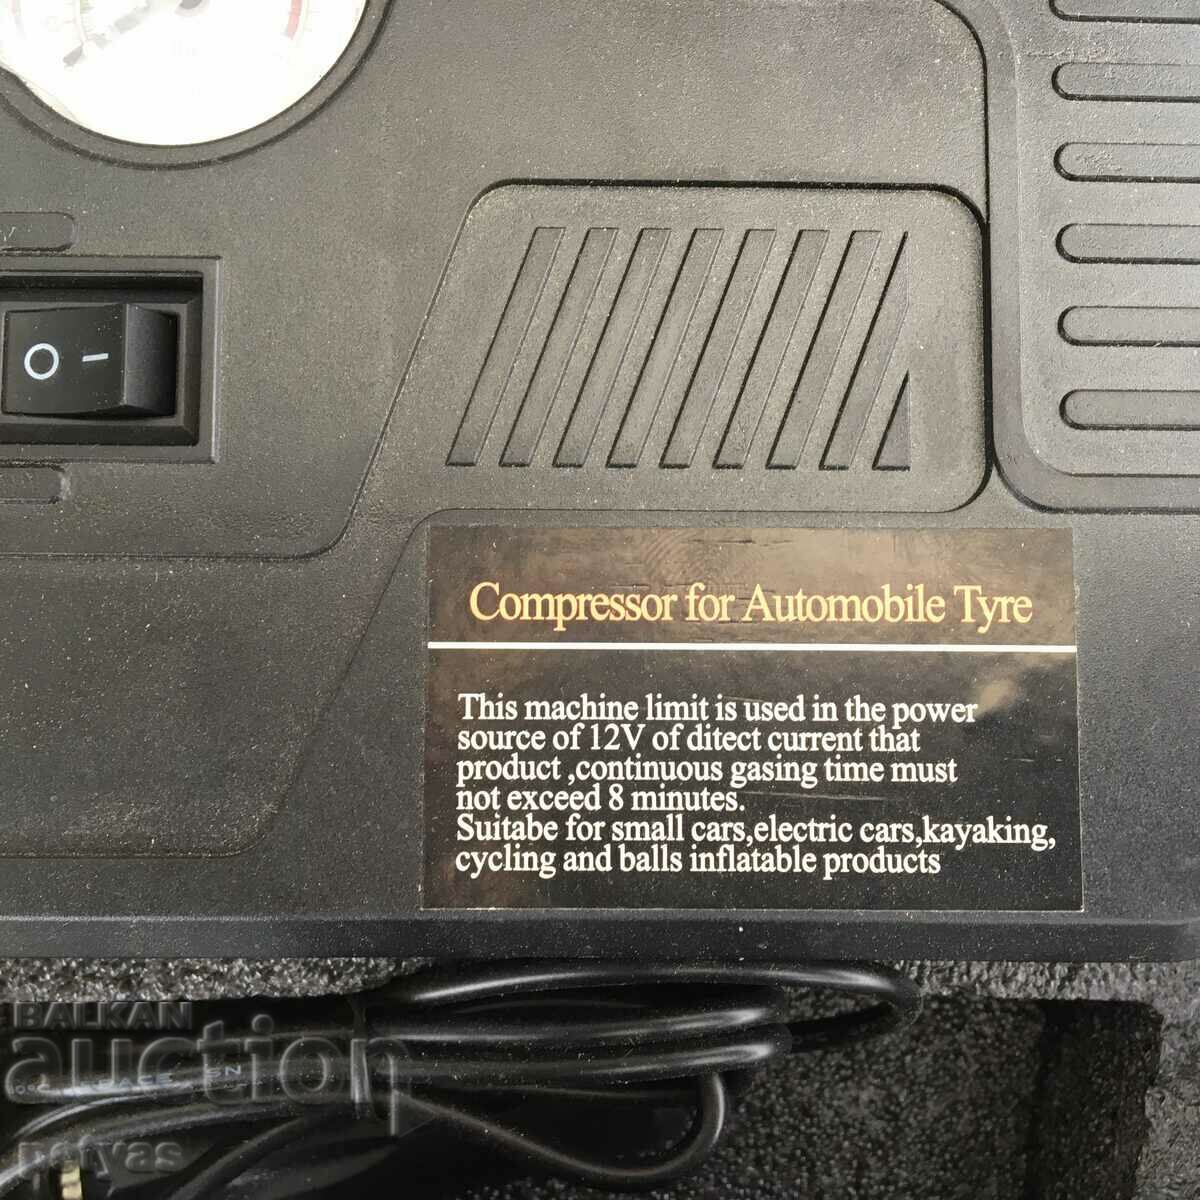 O –
Compressor for Automobile Tyre
This machine limit is used in the power
source of 12V of ditect current that
product ,continuous gasing time must
not exceed 8 minutes.
Suitabe for small cars,electric cars,kayaking,
cycling and balls inflatable products
BALKAN
auction
petyas